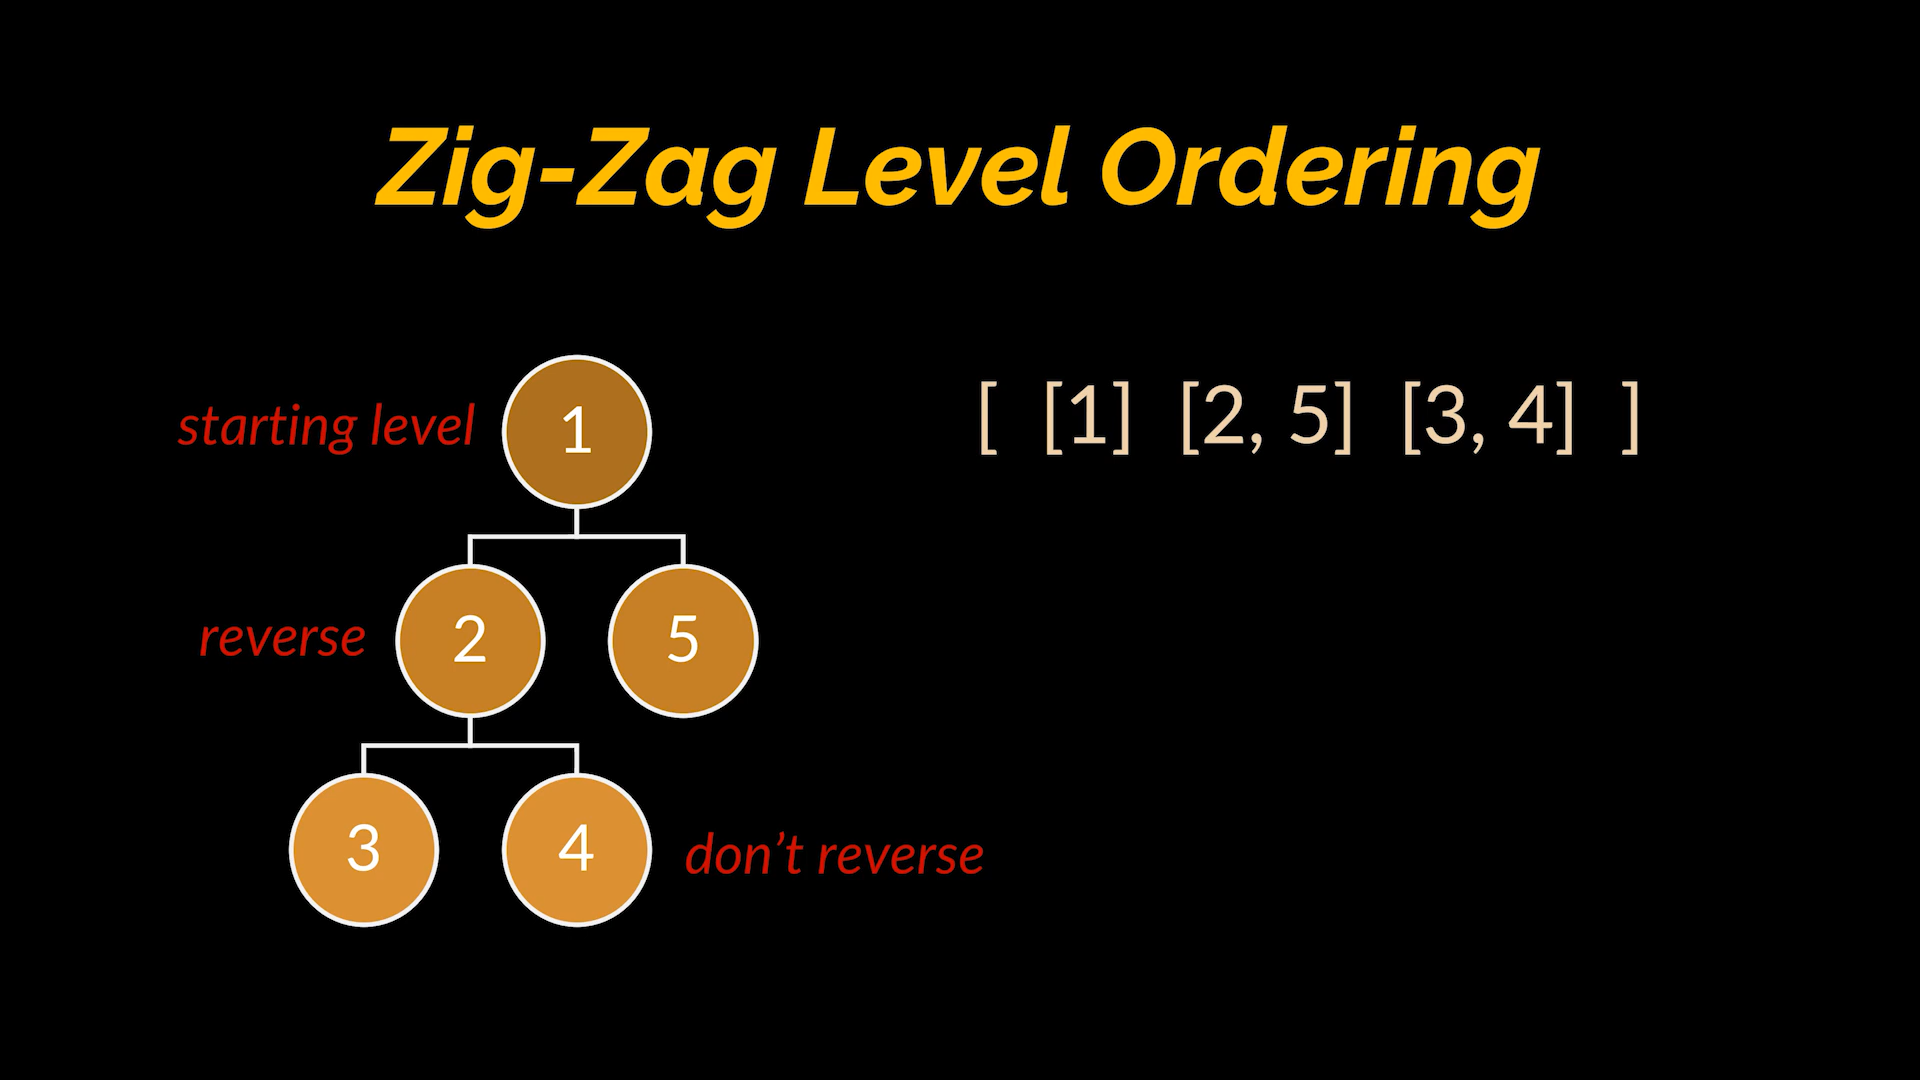 Zig-Zag Level Ordering
starting level
1
[ [1] [2, 5] [3, 4] ]
reverse
2
5
3
4
don’t reverse